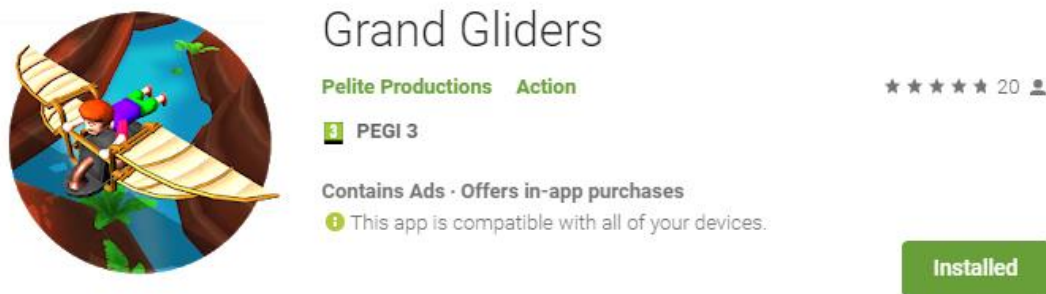 Grand Gliders
Pelite Productions Action
20
3 PEGI 3
Contains Ads · Offers in-app purchases
This app is compatible with all of your devices.
Installed